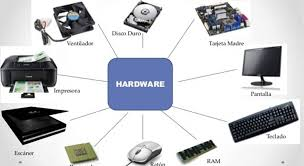 Disco Duro
Ventilador
Tarjeta Madre
HARDWARE
Impresora
Pantalla
Teclado
Escáner
RAM
Ratón